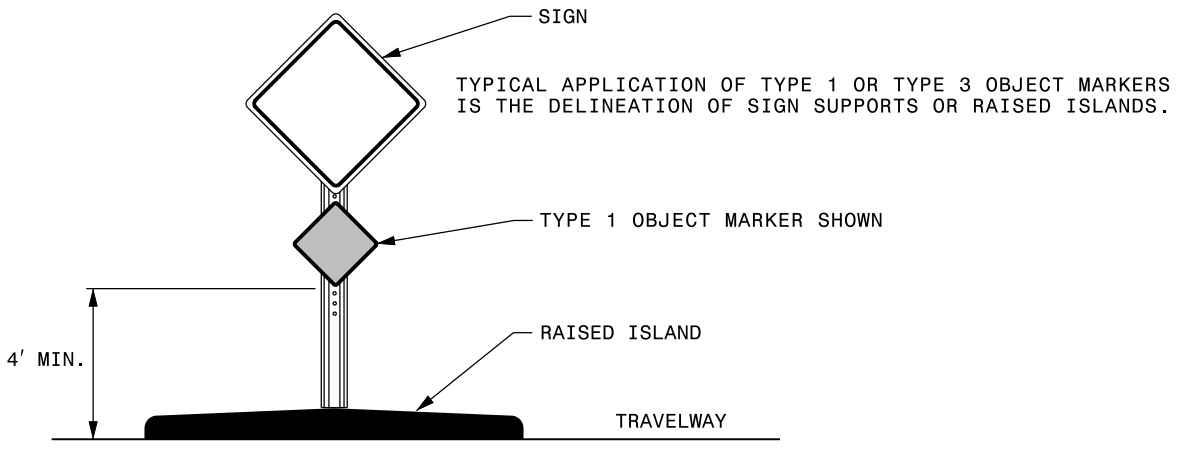 SIGN
TYPICAL APPLICATION OF TYPE 1 OR TYPE 3 OBJECT MARKERS
IS THE DELINEATION OF SIGN SUPPORTS OR RAISED ISLANDS.
TYPE 1 OBJECT MARKER SHOWN
RAISED ISLAND
4' MIN.
TRAVELWAY